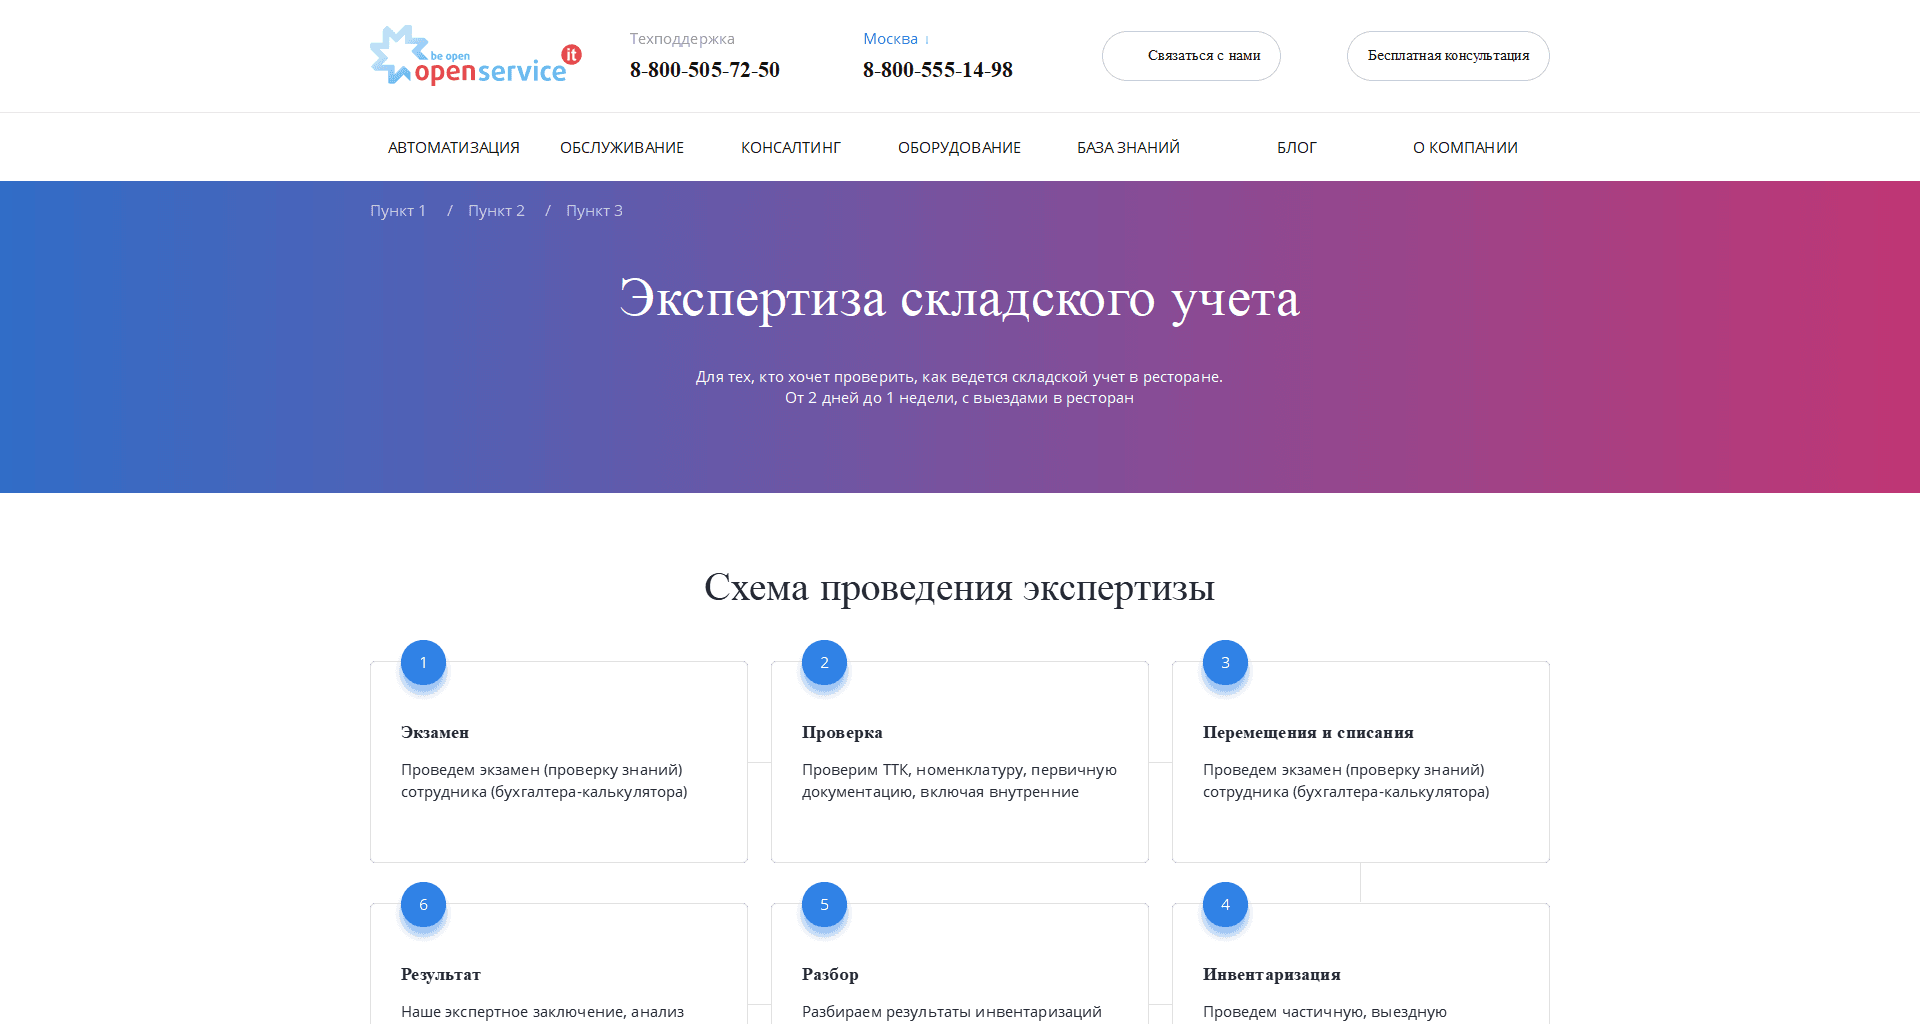 be open
openservice
it
Техподдержка
8-800-505-72-50
Москва
8-800-555-14-98
Связаться с нами
Бесплатная консультация
АВТОМАТИЗАЦИЯ
ОБСЛУЖИВАНИЕ
КОНСАЛТИНГ
ОБОРУДОВАНИЕ
БАЗА ЗНАНИЙ
БЛОГ
О КОМПАНИИ
Пункт 1 / Пункт 2 / Пункт 3
Экспертиза складского учета
Для тех, кто хочет проверить, как ведется складской учет в ресторане.
От 2 дней до 1 недели, с выездами в ресторан
Схема проведения экспертизы
1
Экзамен
Проведем экзамен (проверку знаний)
сотрудника (бухгалтера-калькулятора)
2
Проверка
Проверим ТТК, номенклатуру, первичную
документацию, включая внутренние
3
Перемещения и списания
Проведем экзамен (проверку знаний)
сотрудника (бухгалтера-калькулятора)
6
Результат
Наше экспертное заключение, анализ
5
Разбор
Разбираем результаты инвентаризаций
4
Инвентаризация
Проведем частичную, выездную